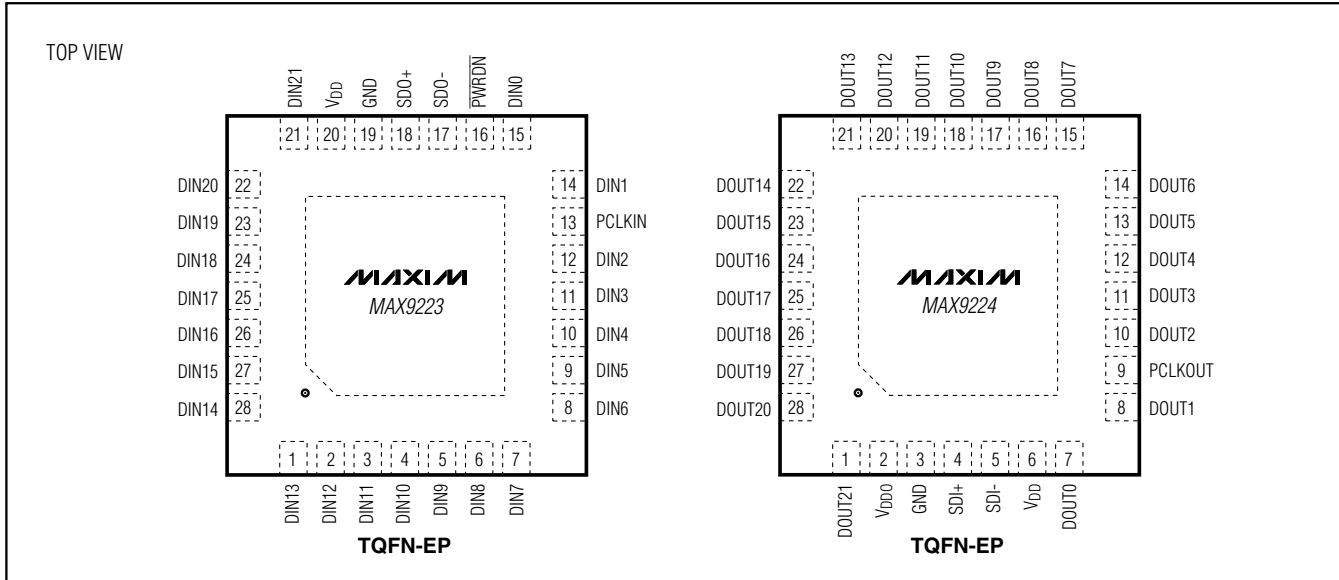 TOP VIEW
DIN21 VDD GND SDO+ SDO- PWRDN DIN0
21 20 19 18 17 16 15
DIN20 22
DIN19 23
DIN18 24
DIN17 25
DIN16 26
DIN15 27
DIN14 28
MAXIM
MAX9223
14 DIN1
13 PCLKIN
12 DIN2
11 DIN3
10 DIN4
9 DIN5
8 DIN6
1 2 3 4 5 6 7
DIN13 DIN12 DIN11 DIN10 DIN9 DIN8 DIN7
TQFN-EP
DOUT13 DOUT12 DOUT11 DOUT10 DOUT9 DOUT8 DOUT7
21 20 19 18 17 16 15
DOUT14 22
DOUT15 23
DOUT16 24
DOUT17 25
DOUT18 26
DOUT19 27
DOUT20 28
MAXIM
MAX9224
14 DOUT6
13 DOUT5
12 DOUT4
11 DOUT3
10 DOUT2
9 PCLKOUT
8 DOUT1
1 2 3 4 5 6 7
DOUT21 VDDO GND SDI+ SDI- VDD DOUT0
TQFN-EP